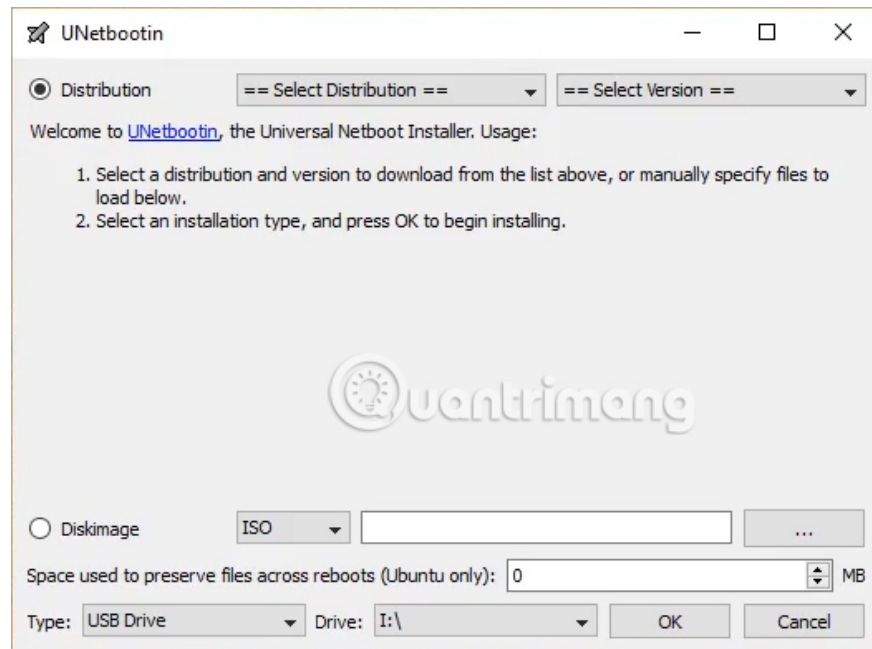 UNetbootin
Distribution == Select Distribution == == Select Version ==
Welcome to UNetbootin, the Universal Netboot Installer. Usage:
1. Select a distribution and version to download from the list above, or manually specify files to
load below.
2. Select an installation type, and press OK to begin installing.
Quantrimang
Diskimage ISO ...
Space used to preserve files across reboots (Ubuntu only): 0 MB
Type: USB Drive Drive: I:\ OK Cancel